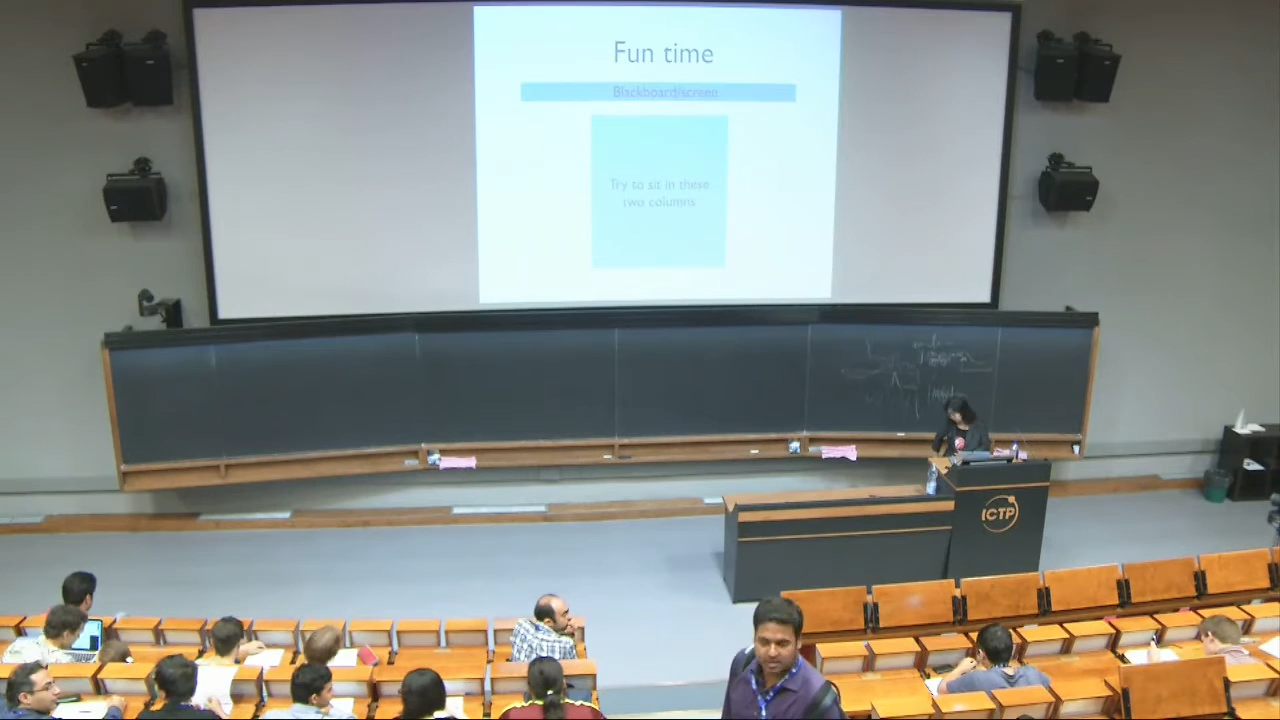 Fun time
Blackboard/screen
Try to sit in these
two columns
ICTP